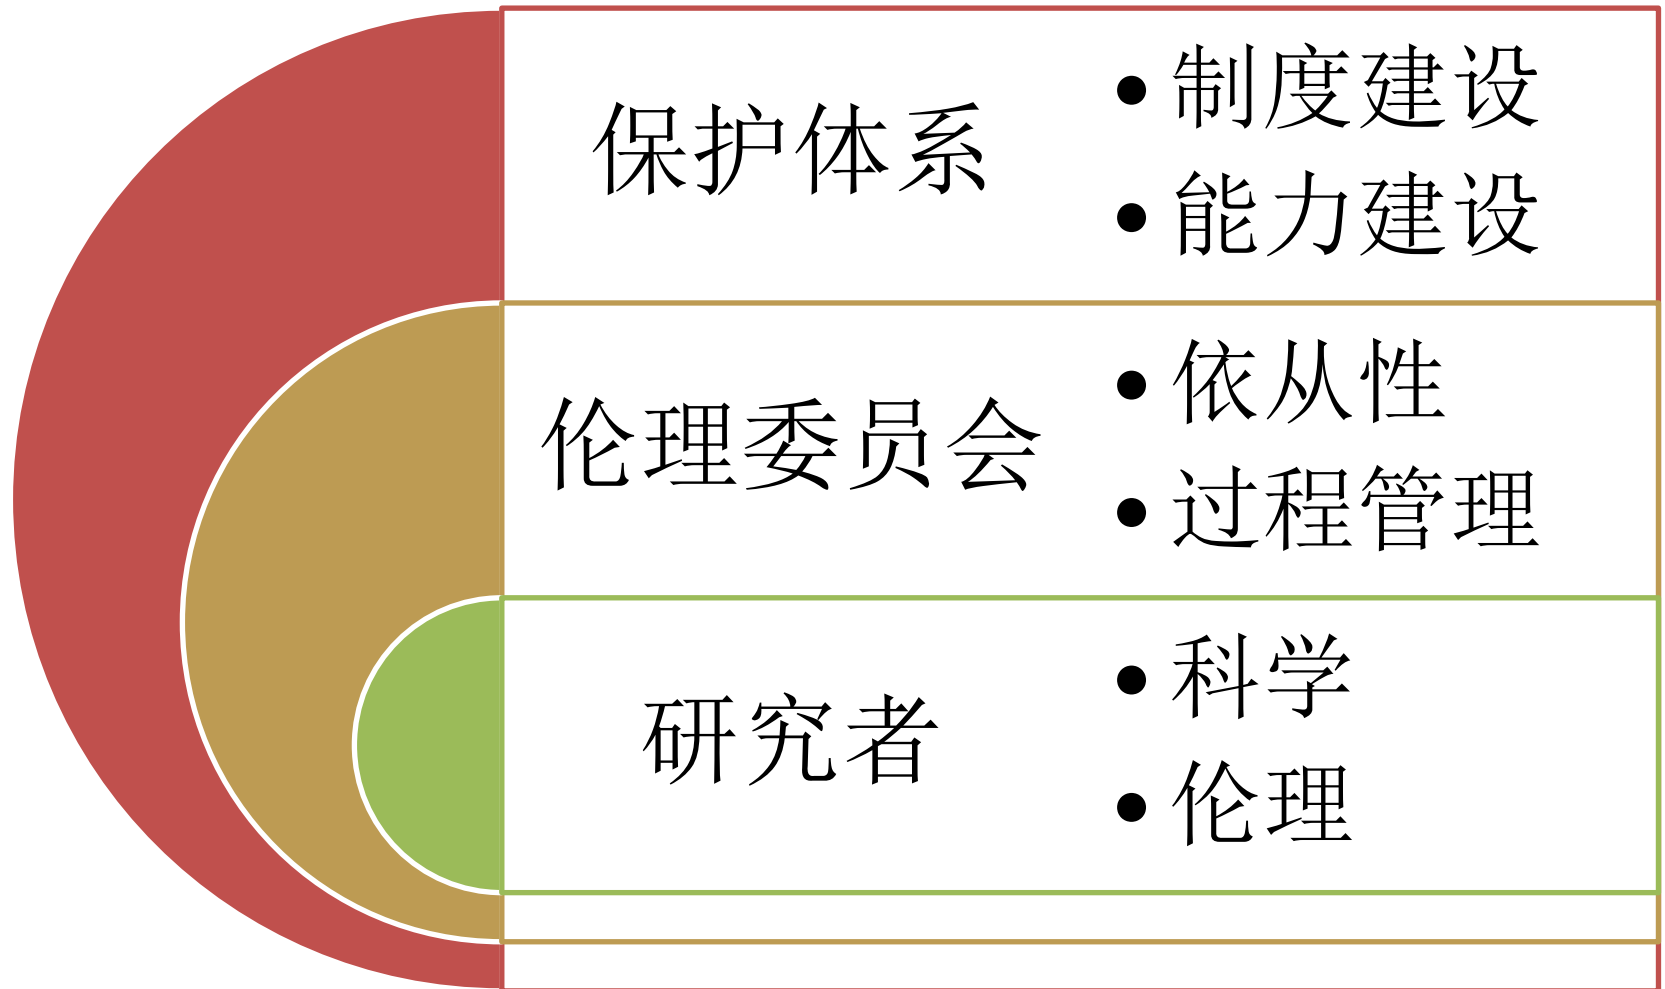 保护体系
• 制度建设
• 能力建设
伦理委员会
• 依从性
• 过程管理
研究者
• 科学
• 伦理